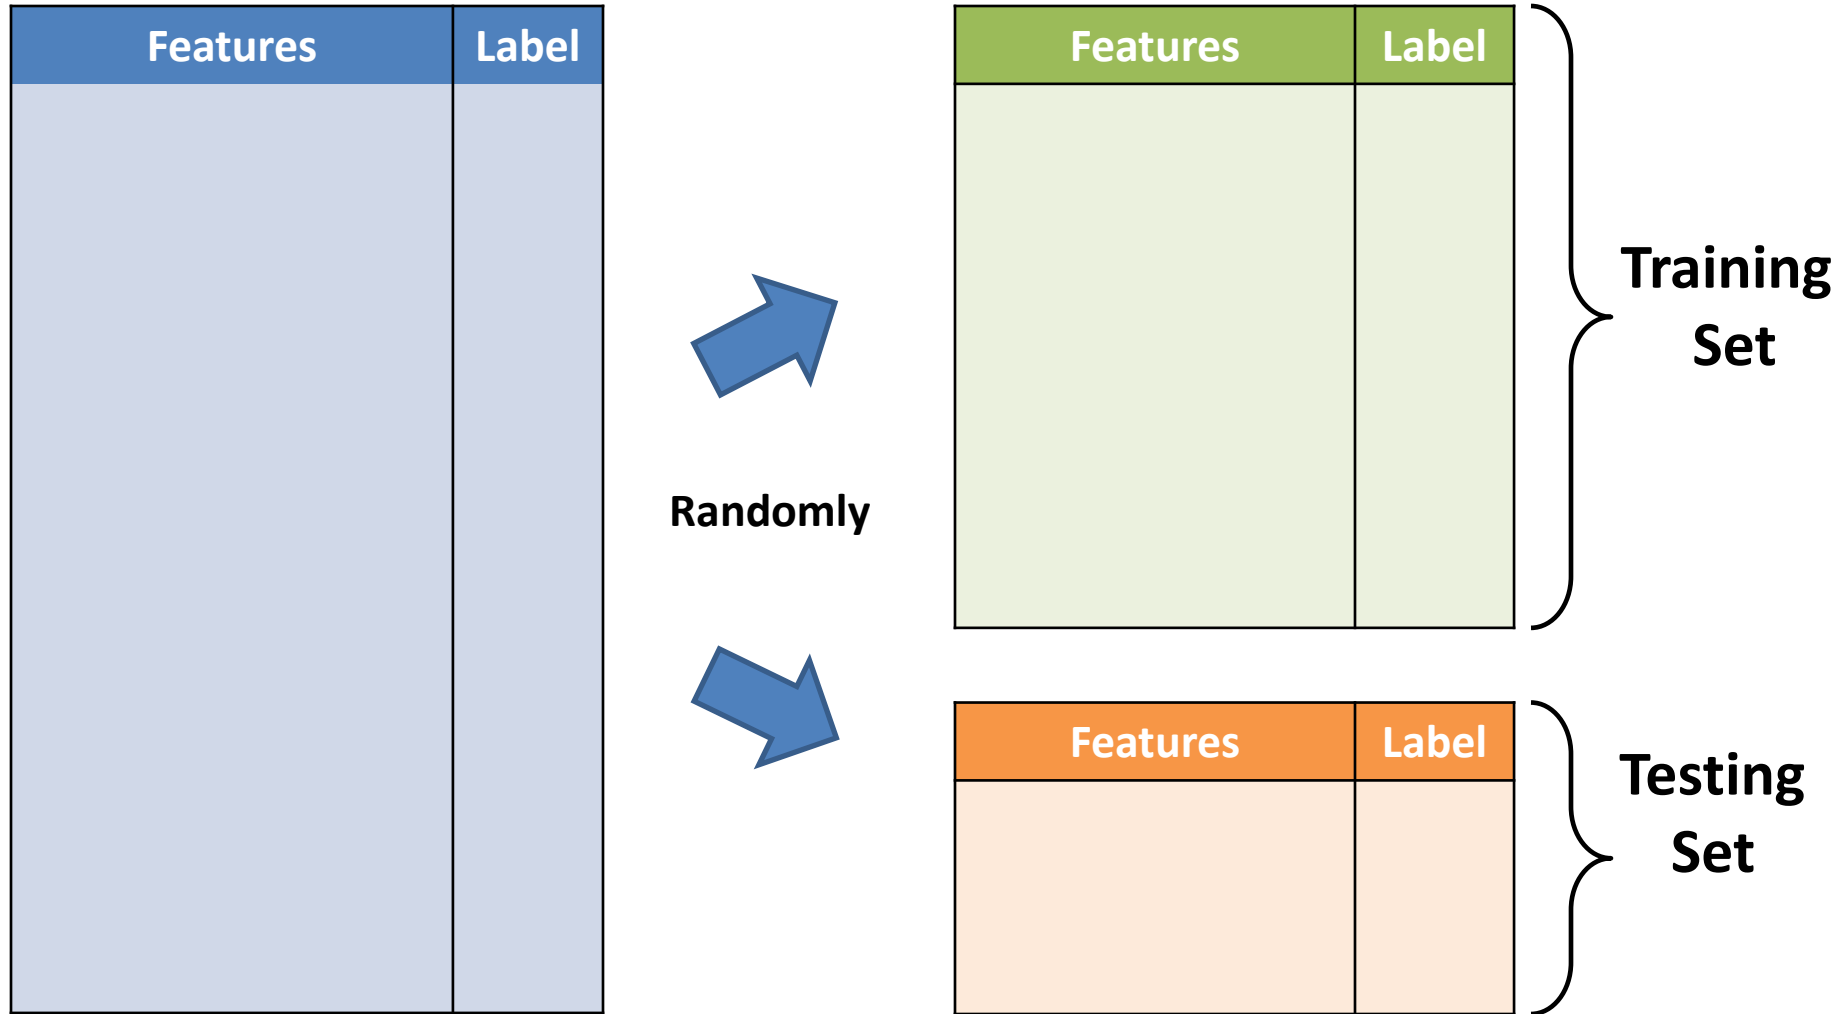 Features Label
Features Label
Training
Set
Randomly
Features Label
Testing
Set